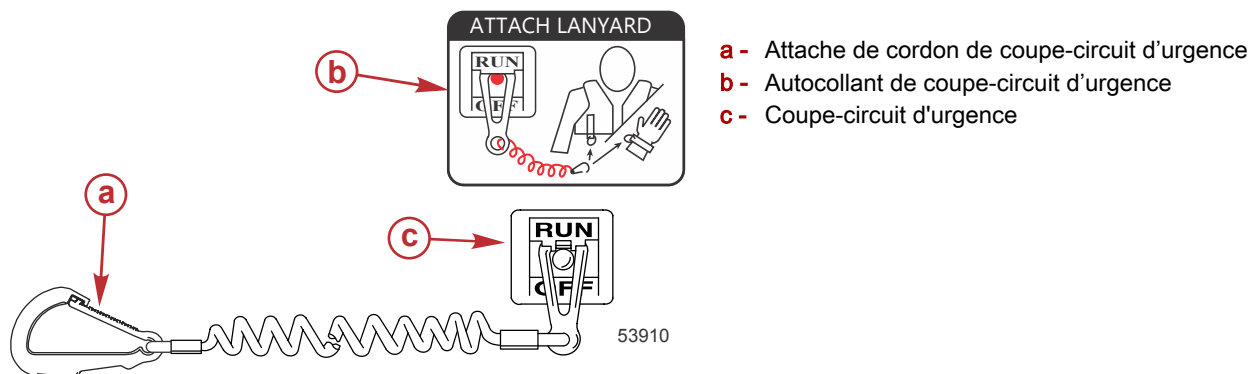 ATTACH LANYARD
RUN
OFF
b
a - Attache de cordon de coupe-circuit d’urgence
b - Autocollant de coupe-circuit d’urgence
c - Coupe-circuit d'urgence
a
c
RUN
OFF
53910